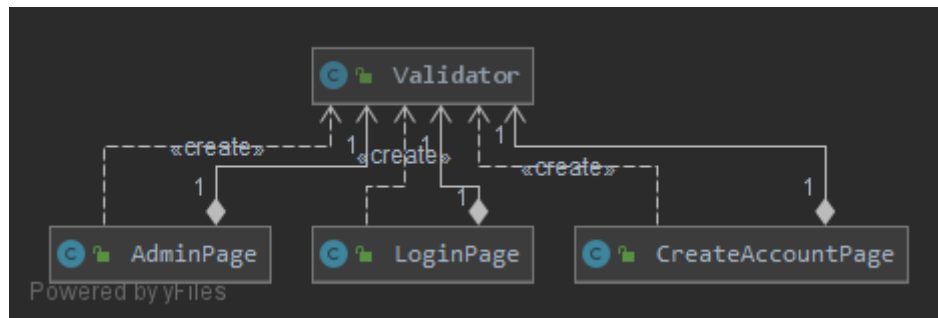 C Validator
«create»
1
1
1
«create»
«create»
1
1
1
C AdminPage
C LoginPage
C CreateAccountPage
Powered by yFiles